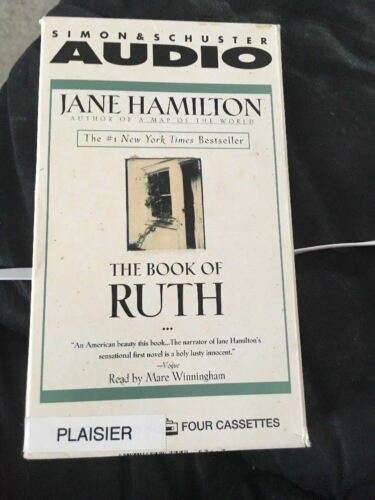 SIMON & SCHUSTER
AUDIO
JANE HAMILTON
AUTHOR OF A MAP OF THE WORLD
The #1 New York Times Bestseller
THE BOOK OF
RUTH
"An American beauty this book...The narrator of Jane Hamilton's
sensational first novel is a holy lusty innocent."
—Vogue
Read by Mare Winningham
PLAISIER
FOUR CASSETTES